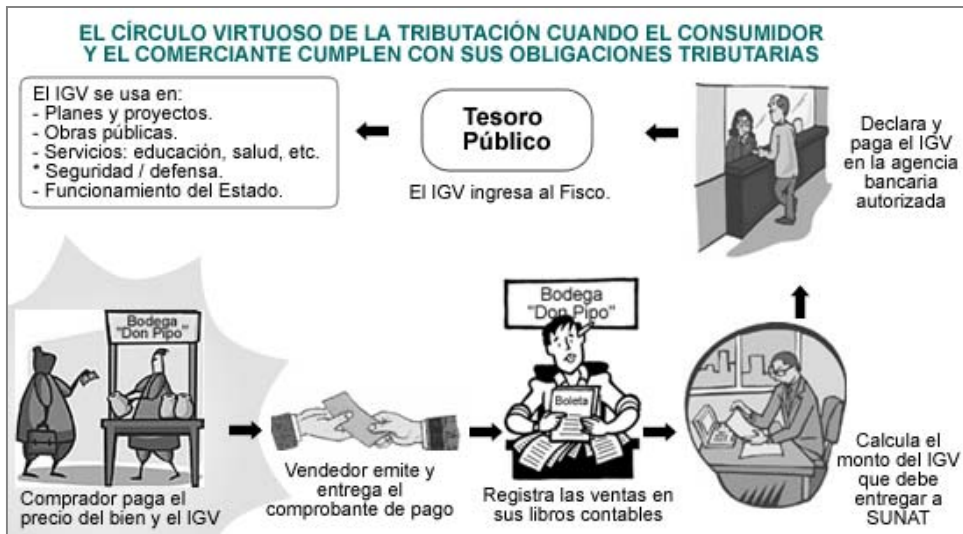 EL CÍRCULO VIRTUOSO DE LA TRIBUTACIÓN CUANDO EL CONSUMIDOR
Y EL COMERCIANTE CUMPLEN CON SUS OBLIGACIONES TRIBUTARIAS
El IGV se usa en:
- Planes y proyectos.
- Obras públicas.
- Servicios: educación, salud, etc.
* Seguridad / defensa.
- Funcionamiento del Estado.
Tesoro
Público
El IGV ingresa al Fisco.
Declara y
paga el IGV
en la agencia
bancaria
autorizada
Bodega
"Don Pipo"
Comprador paga el
precio del bien y el IGV
Vendedor emite y
entrega el
comprobante de pago
Bodega
"Don Pipo"
Boleta
Registra las ventas en
sus libros contables
Calcula el
monto del IGV
que debe
entregar a
SUNAT